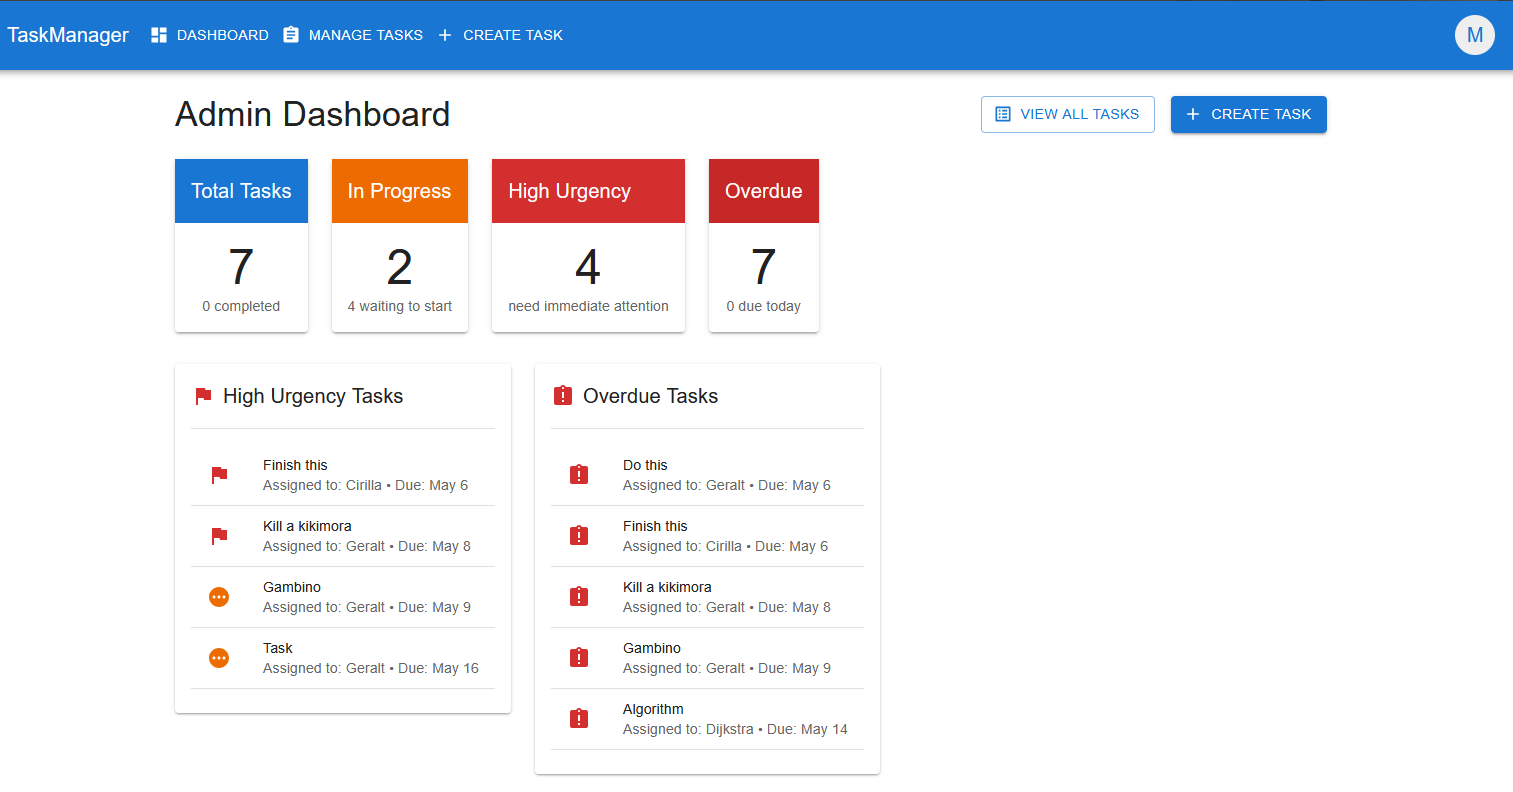 TaskManager DASHBOARD MANAGE TASKS CREATE TASK M
Admin Dashboard
VIEW ALL TASKS CREATE TASK
Total Tasks
7
0 completed
In Progress
2
4 waiting to start
High Urgency
4
need immediate attention
Overdue
7
0 due today
High Urgency Tasks
Finish this
Assigned to: Cirilla • Due: May 6
Kill a kikimora
Assigned to: Geralt • Due: May 8
Gambino
Assigned to: Geralt • Due: May 9
Task
Assigned to: Geralt • Due: May 16
Overdue Tasks
Do this
Assigned to: Geralt • Due: May 6
Finish this
Assigned to: Cirilla • Due: May 6
Kill a kikimora
Assigned to: Geralt • Due: May 8
Gambino
Assigned to: Geralt • Due: May 9
Algorithm
Assigned to: Dijkstra • Due: May 14